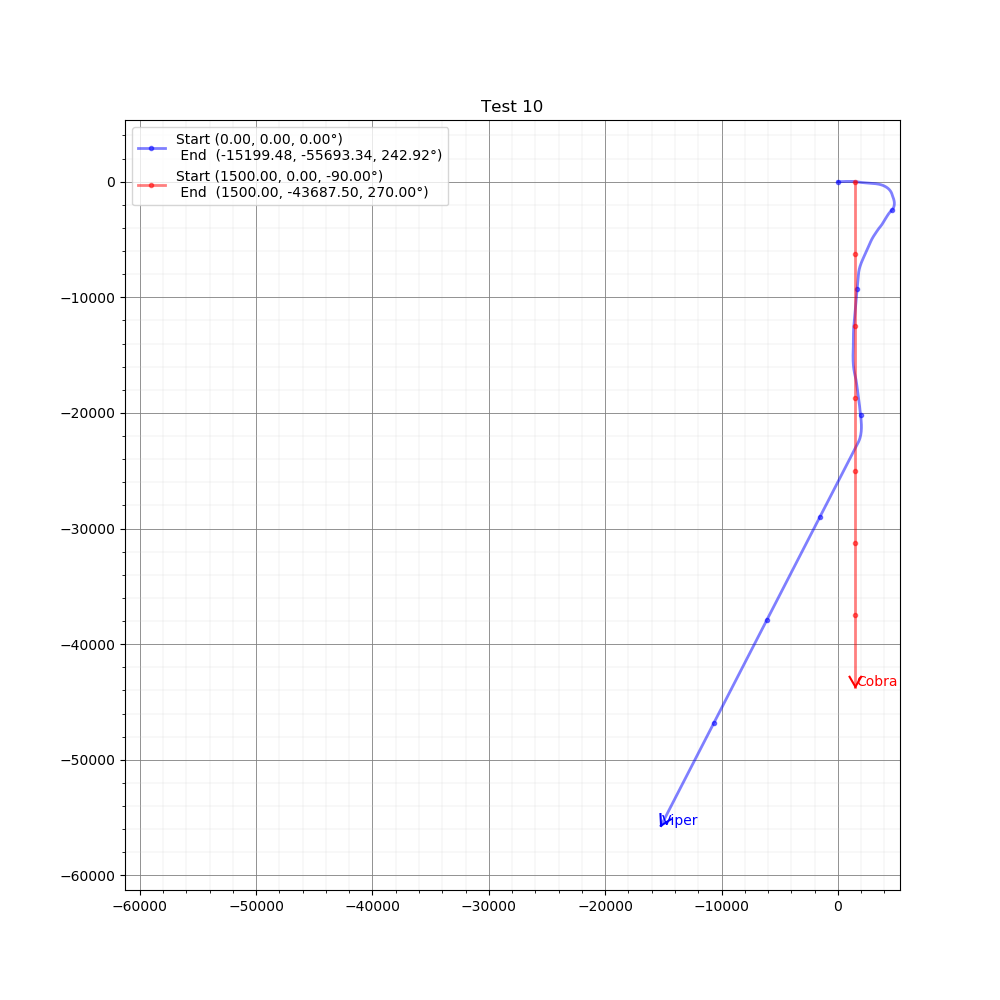 Test 10
Start (0.00, 0.00, 0.00°)
End (-15199.48, -55693.34, 242.92°)
Start (1500.00, 0.00, -90.00°)
End (1500.00, -43687.50, 270.00°)
0
−10000
−20000
−30000
−40000
−50000
−60000
Cobra
Viper
−60000 −50000 −40000 −30000 −20000 −10000 0